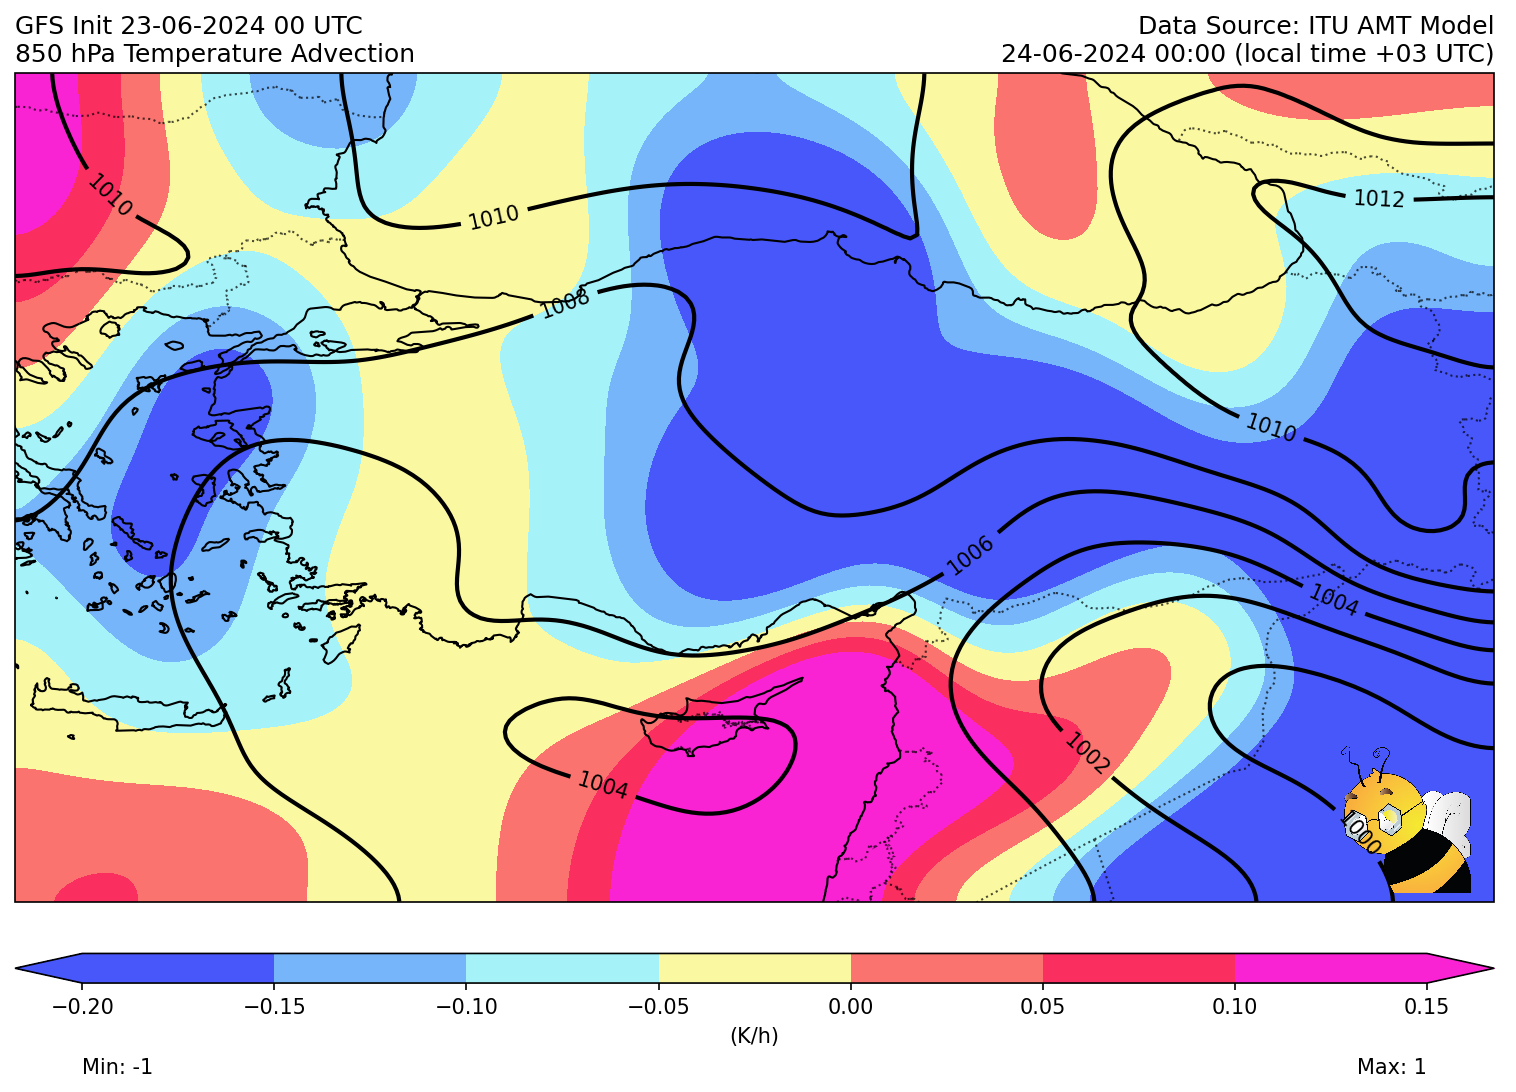 GFS Init 23-06-2024 00 UTC
850 hPa Temperature Advection
Data Source: ITU AMT Model
24-06-2024 00:00 (local time +03 UTC)
1010
1010
1012
1008
1010
1006
1004
1002
1004
1000
−0.20 −0.15 −0.10 −0.05 0.00 0.05 0.10 0.15
(K/h)
Min: -1
Max: 1